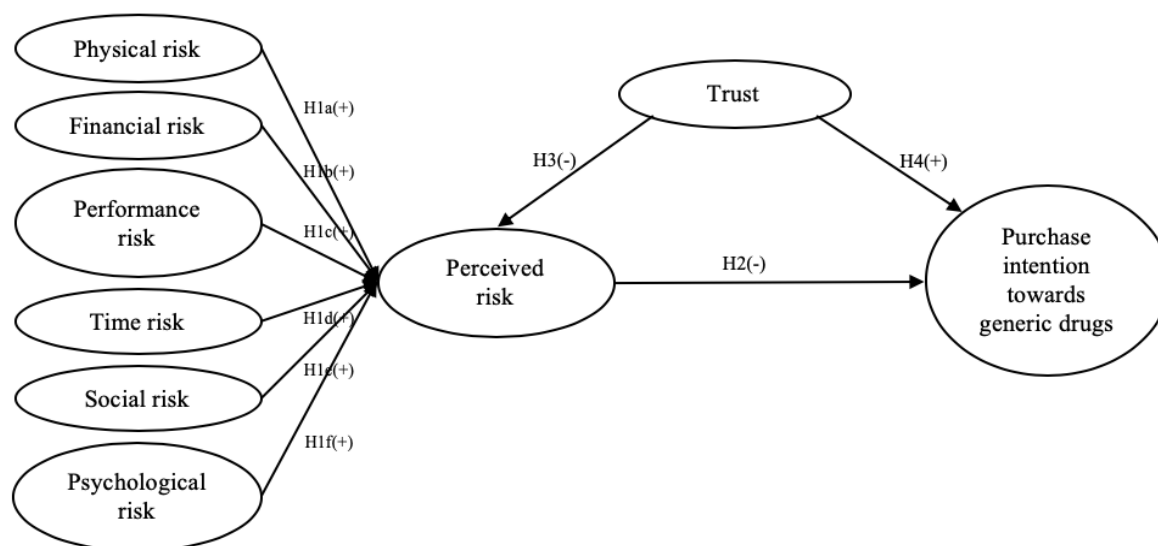 Physical risk
Financial risk
Performance
risk
Time risk
Social risk
Psychological
risk
H1a(+)
H1b(+)
H1c(+)
H1d(+)
H1e(+)
H1f(+)
Perceived
risk
Trust
H3(-)
H4(+)
H2(-)
Purchase
intention
towards
generic drugs